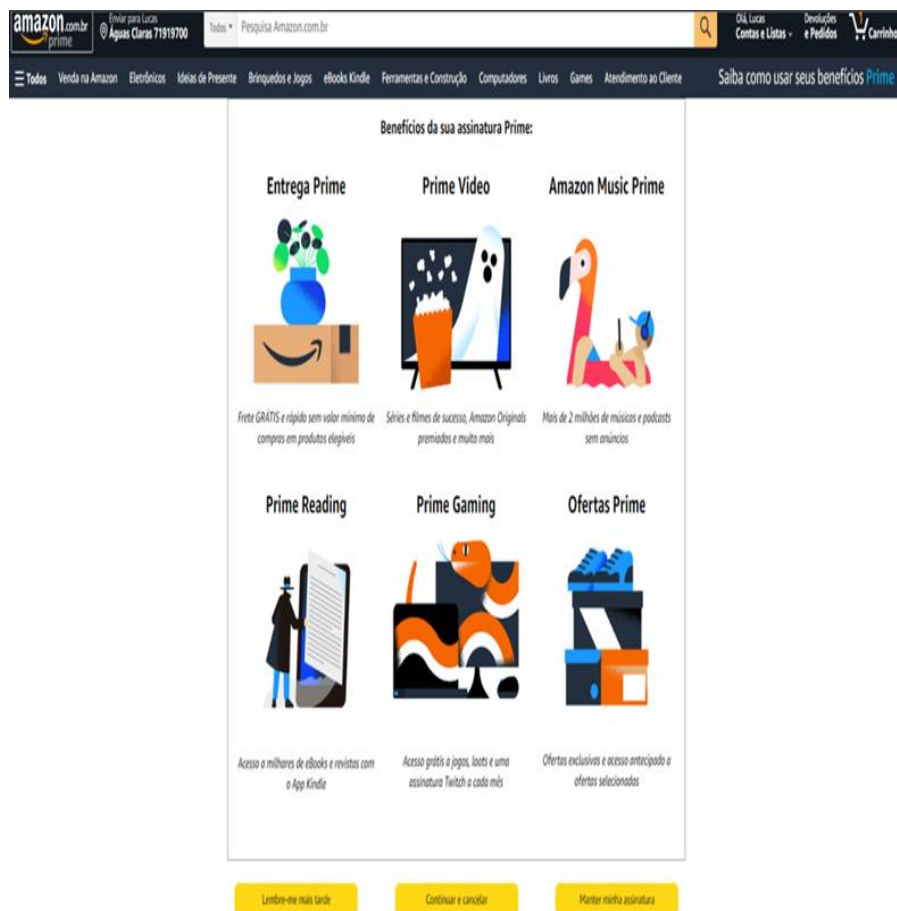 amazon.com.br
prime
Enviar para Lucas
Águas Claras 71919700
Todos
Pesquisa Amazon.com.br
Olá, Lucas
Contas e Listas
Devoluções
e Pedidos
1
Carrinho
Todos Venda na Amazon Eletrônicos Ideias de Presente Brinquedos e Jogos eBooks Kindle Ferramentas e Construção Computadores Livros Games Atendimento ao Cliente Saiba como usar seus benefícios Prime
Benefícios da sua assinatura Prime:
Entrega Prime Prime Video Amazon Music Prime
Frete GRÁTIS e rápido sem valor mínimo de
compras em produtos elegíveis
Séries e filmes de sucesso, Amazon Originals
premiados e muito mais
Mais de 2 milhões de músicas e podcasts
sem anúncios
Prime Reading Prime Gaming Ofertas Prime
Acesso a milhares de eBooks e revistas com
o App Kindle
Acesso grátis a jogos, loots e uma
assinatura Twitch a cada mês
Ofertas exclusivas e acesso antecipado a
ofertas selecionadas
Lembre-me mais tarde Continuar e cancelar Manter minha assinatura